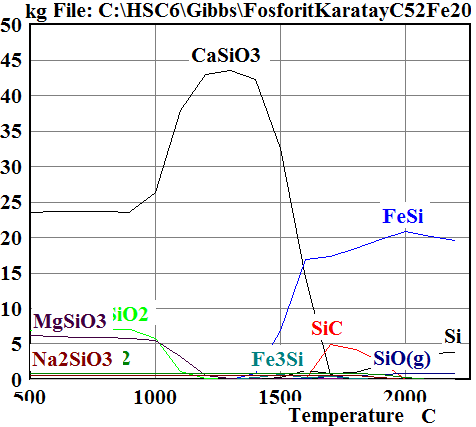 kg File: C:\HSC6\Gibbs\FosforitKaratayC52Fe20
50
45
CaSiO3
40
35
30
25
FeSi
20
15
10
SiO2
MgSiO3
SiC
5
Na2SiO3 2
Fe3Si
SiO(g)
Si
0
500 1000 1500 2000
Temperature C